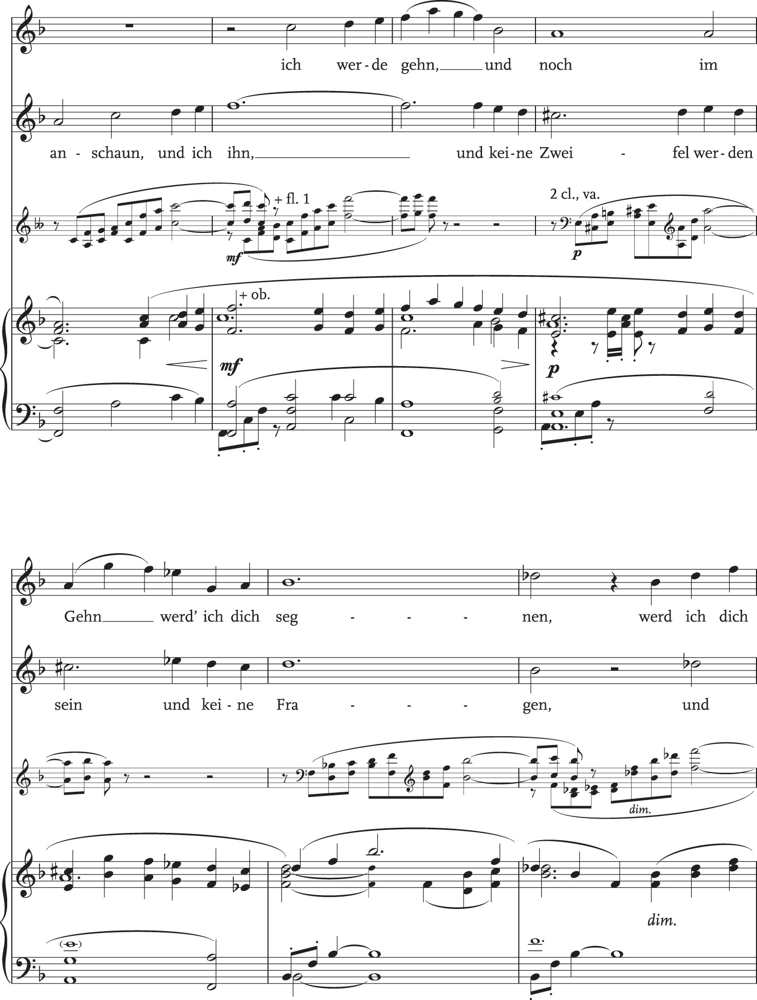 ich wer - de gehn, und noch im
an - schaun, und ich ihn, und kei - ne Zwei - fel wer - den
+ fl. 1 2 cl., va.
mf p
+ ob.
mf p
Gehn werd’ ich dich seg - - - nen, werd ich dich
sein und kei - ne Fra - - - gen, und
dim.
dim.